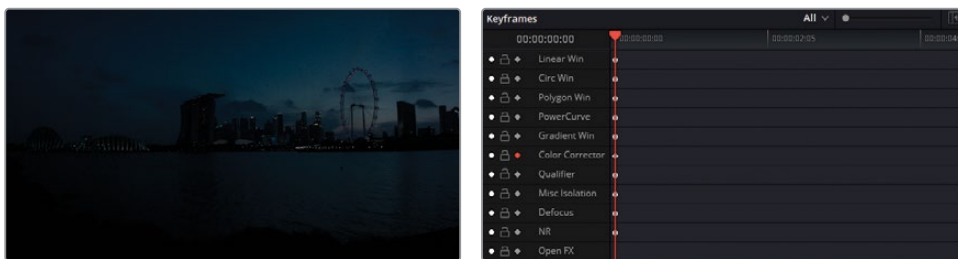 Keyframes
All
00:00:00:00
00:00:00:00
00:00:02:05
Linear Win
Circ Win
Polygon Win
PowerCurve
Gradient Win
Color Corrector
Qualifier
Misc Isolation
Defocus
NR
Open FX